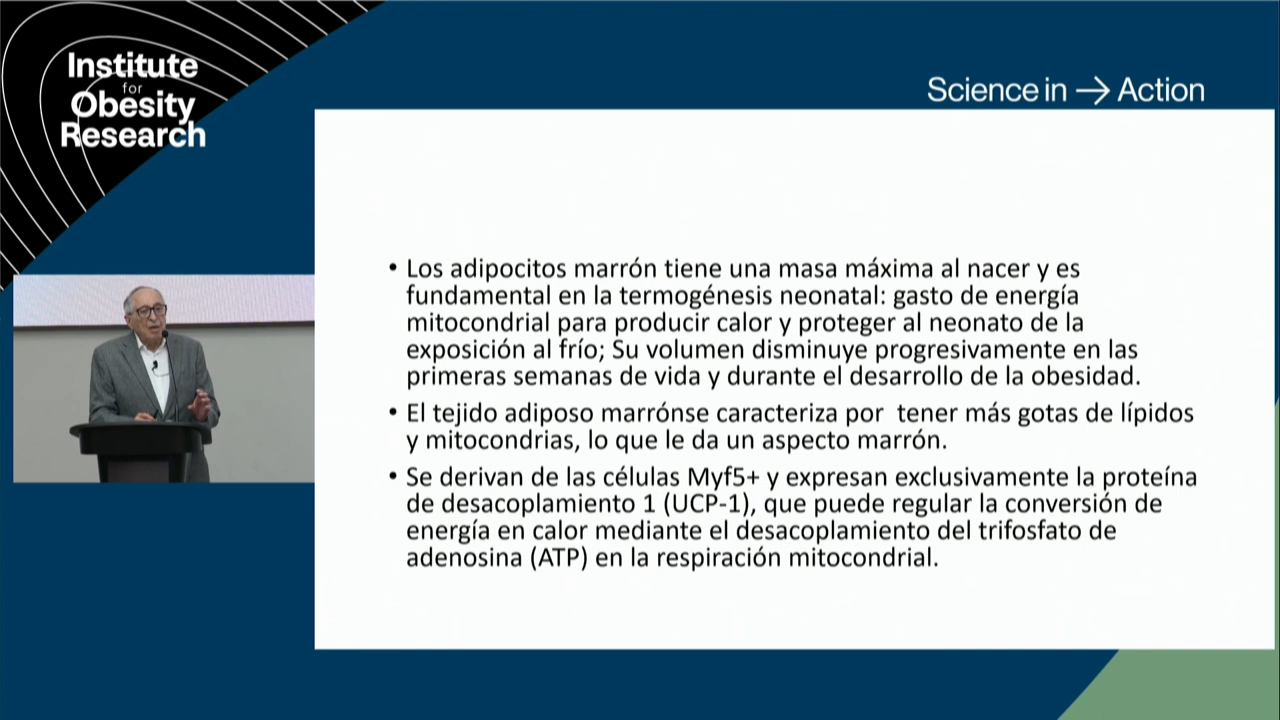 Institute
for
Obesity
Research
Science in → Action
• Los adipocitos marrón tiene una masa máxima al nacer y es
fundamental en la termogénesis neonatal: gasto de energía
mitocondrial para producir calor y proteger al neonato de la
exposición al frío; Su volumen disminuye progresivamente en las
primeras semanas de vida y durante el desarrollo de la obesidad.
• El tejido adiposo marrónse caracteriza por  tener más gotas de lípidos
y mitocondrias, lo que le da un aspecto marrón.
• Se derivan de las células Myf5+ y expresan exclusivamente la proteína
de desacoplamiento 1 (UCP-1), que puede regular la conversión de
energía en calor mediante el desacoplamiento del trifosfato de
adenosina (ATP) en la respiración mitocondrial.